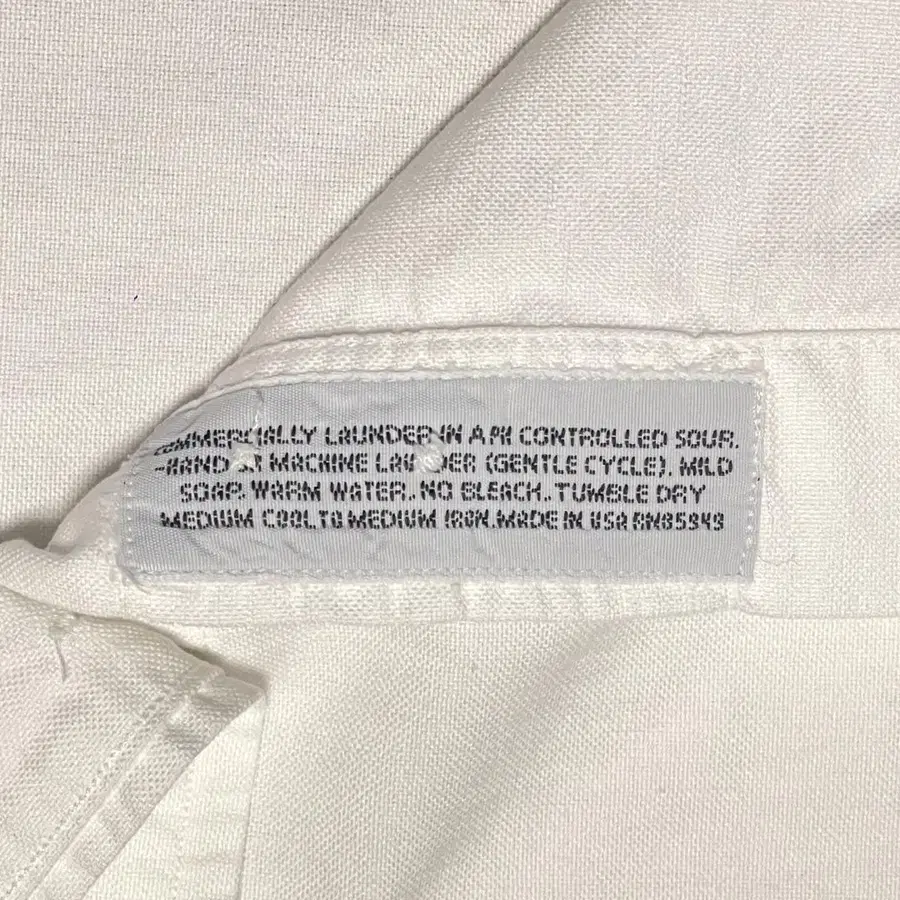 COMMERCIALLY LAUNDER IN A PH CONTROLLED SOUR.
-HAND OR MACHINE LAUNDER (GENTLE CYCLE). MILD
SOAP. WARM WATER. NO BLEACH. TUMBLE DRY
MEDIUM COOL TO MEDIUM IRON. MADE IN USA